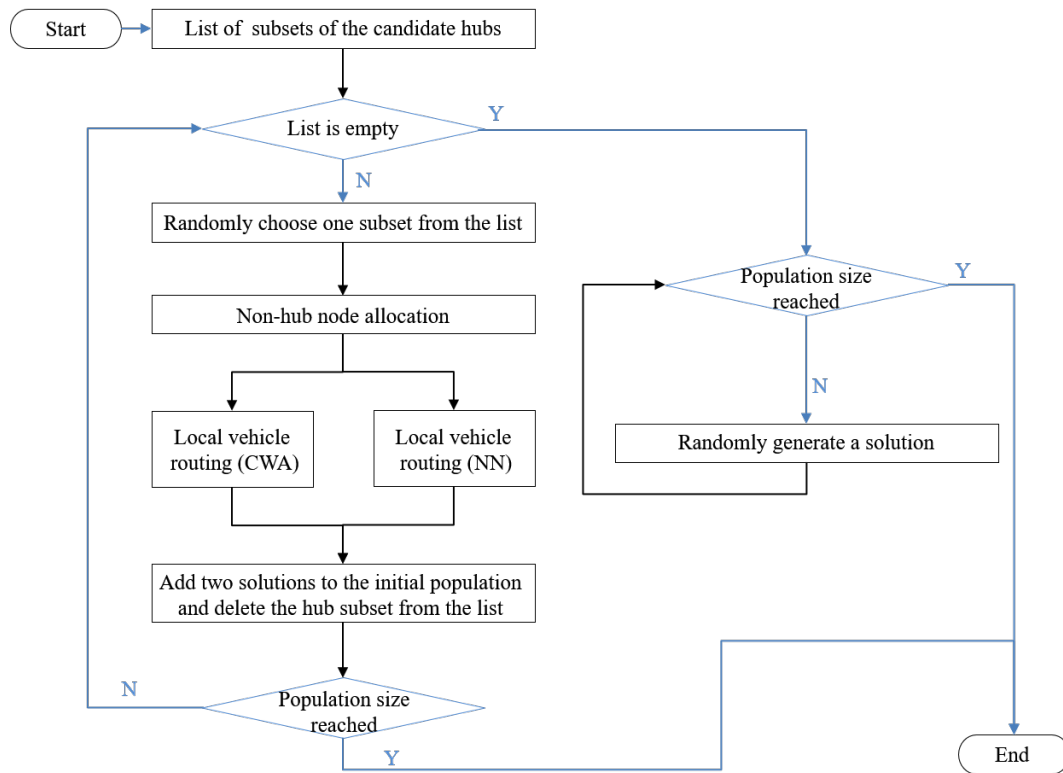 Start
List of subsets of the candidate hubs
List is empty
Y
N
Randomly choose one subset from the list
Non-hub node allocation
Local vehicle
routing (CWA)
Local vehicle
routing (NN)
Add two solutions to the initial population
and delete the hub subset from the list
N
Population size
reached
Y
Population size
reached
Y
N
Randomly generate a solution
End